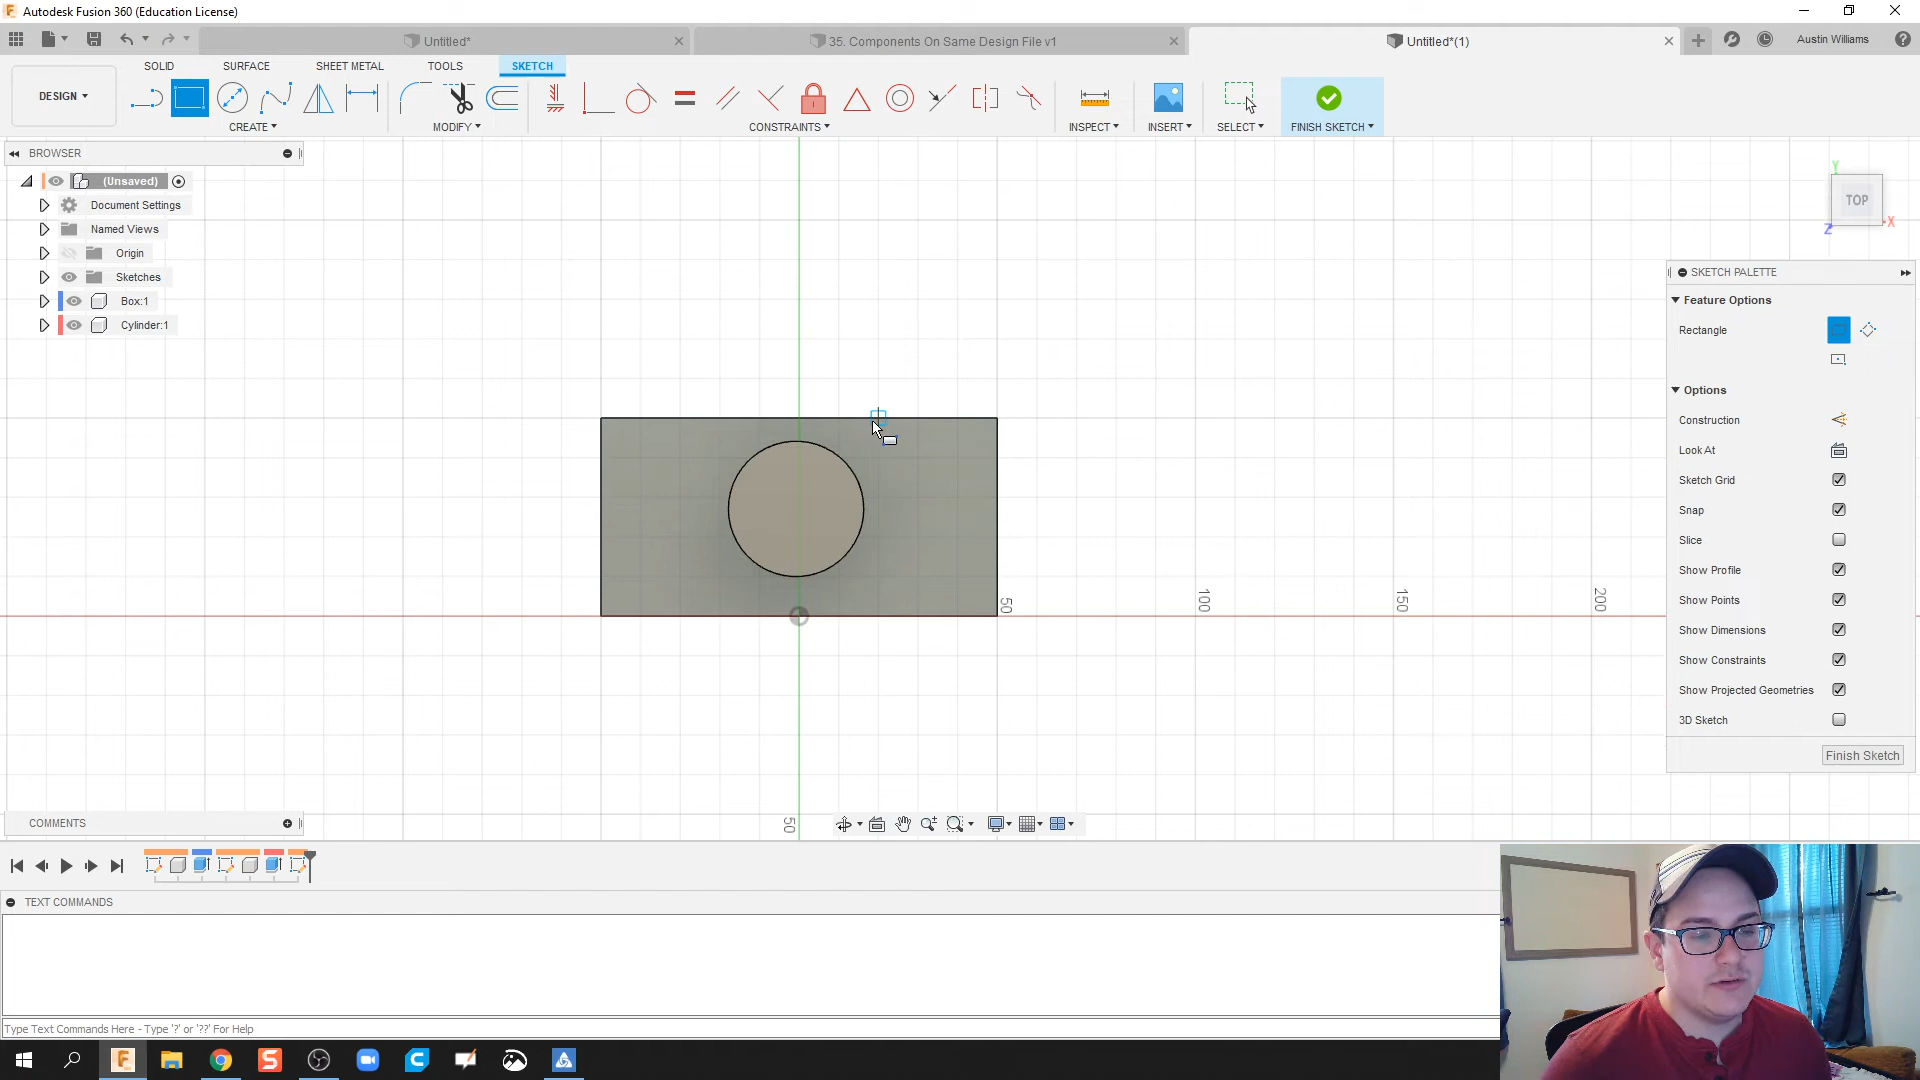 Autodesk Fusion 360 (Education License)
Untitled*
35. Components On Same Design File v1
Untitled*(1)
Austin Williams
SOLID
SURFACE
SHEET METAL
TOOLS
SKETCH
DESIGN
CREATE
MODIFY
CONSTRAINTS
INSPECT
INSERT
SELECT
FINISH SKETCH
BROWSER
(Unsaved)
Document Settings
Named Views
Origin
Sketches
Box:1
Cylinder:1
Y
TOP
X
Z
SKETCH PALETTE
Feature Options
Rectangle
Options
Construction
Look At
Sketch Grid
Snap
Slice
Show Profile
Show Points
Show Dimensions
Show Constraints
Show Projected Geometries
3D Sketch
Finish Sketch
50
100
150
200
50
COMMENTS
TEXT COMMANDS
Type Text Commands Here - Type '?' or '??' For Help